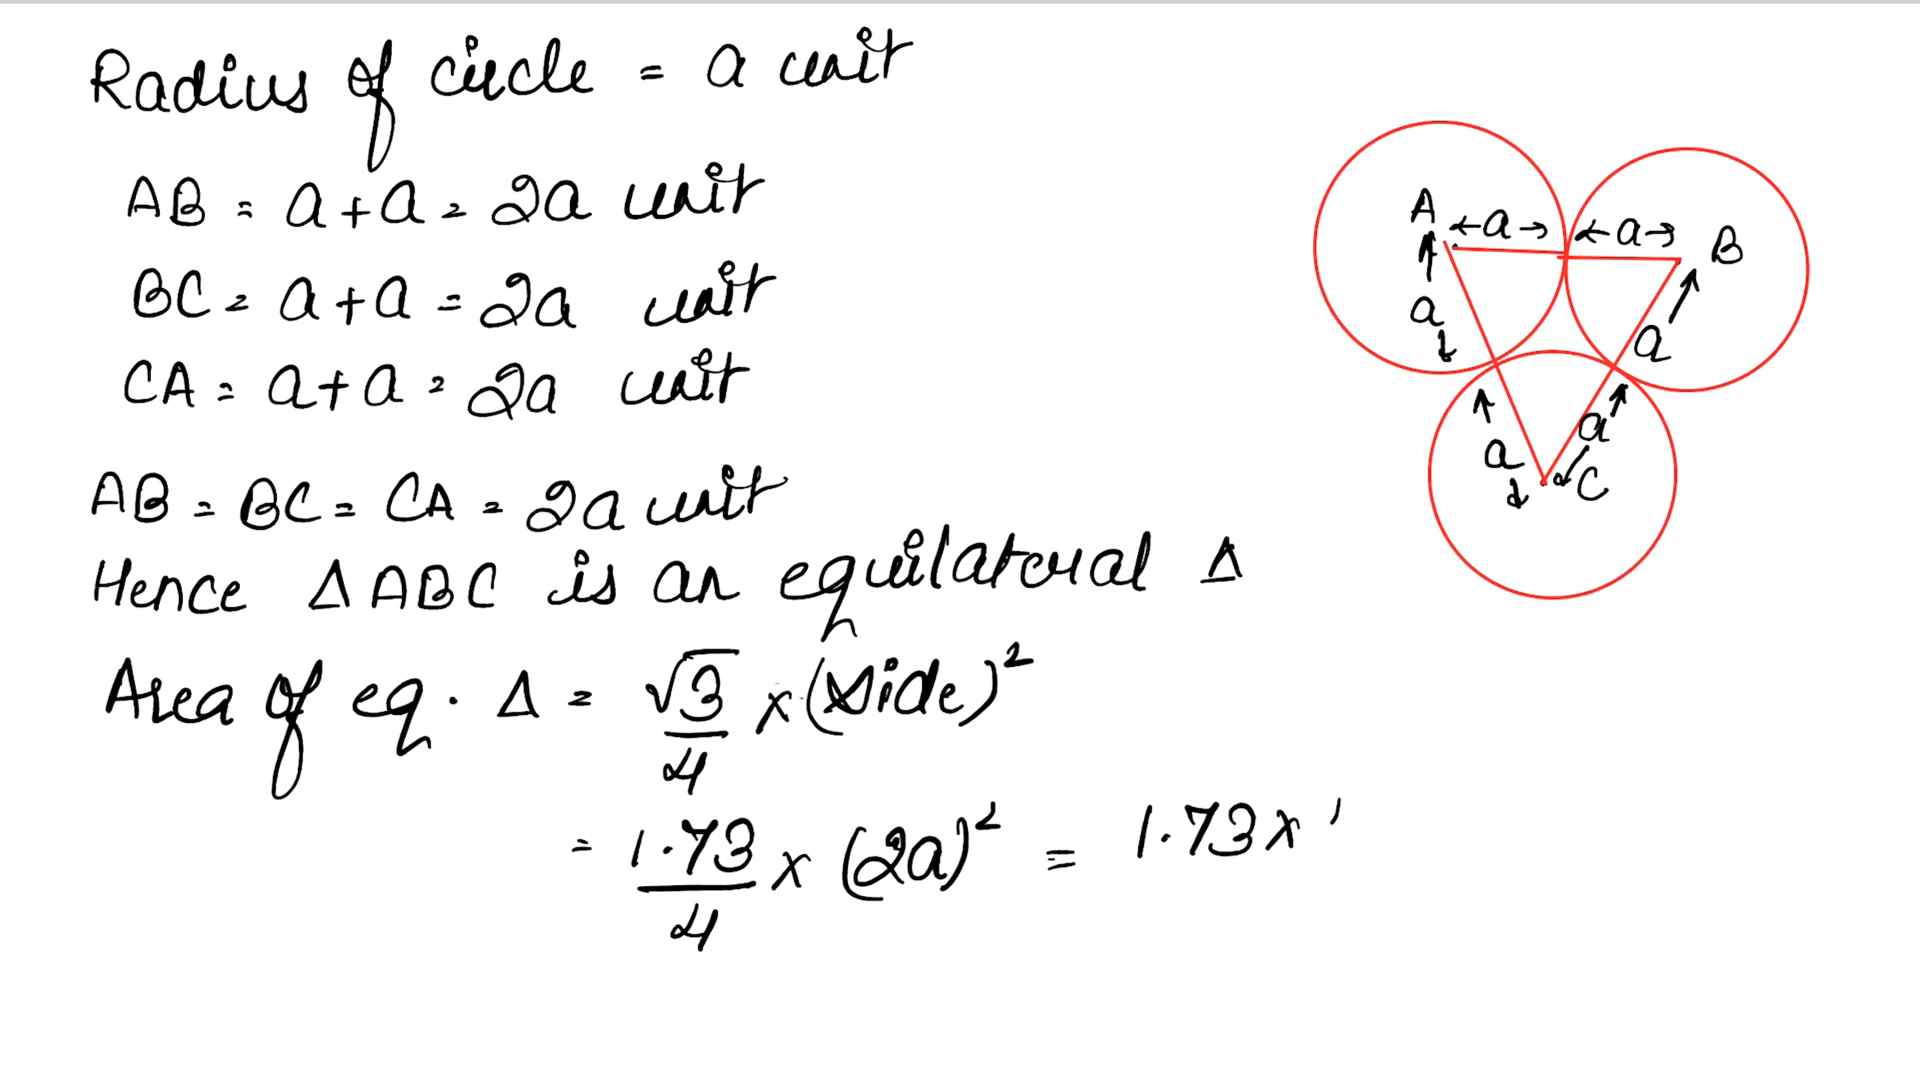 Radius of circle = a unit
AB = a + a = 2a unit
BC = a + a = 2a unit
CA = a + a = 2a unit
AB = BC = CA = 2a unit
Hence Δ ABC is an equilateral Δ
Area of eq. Δ = √3/4 × (side)²
= 1.73/4 × (2a)² = 1.73 ×
A ←a→ ←a→ B
a
a
a
a
C